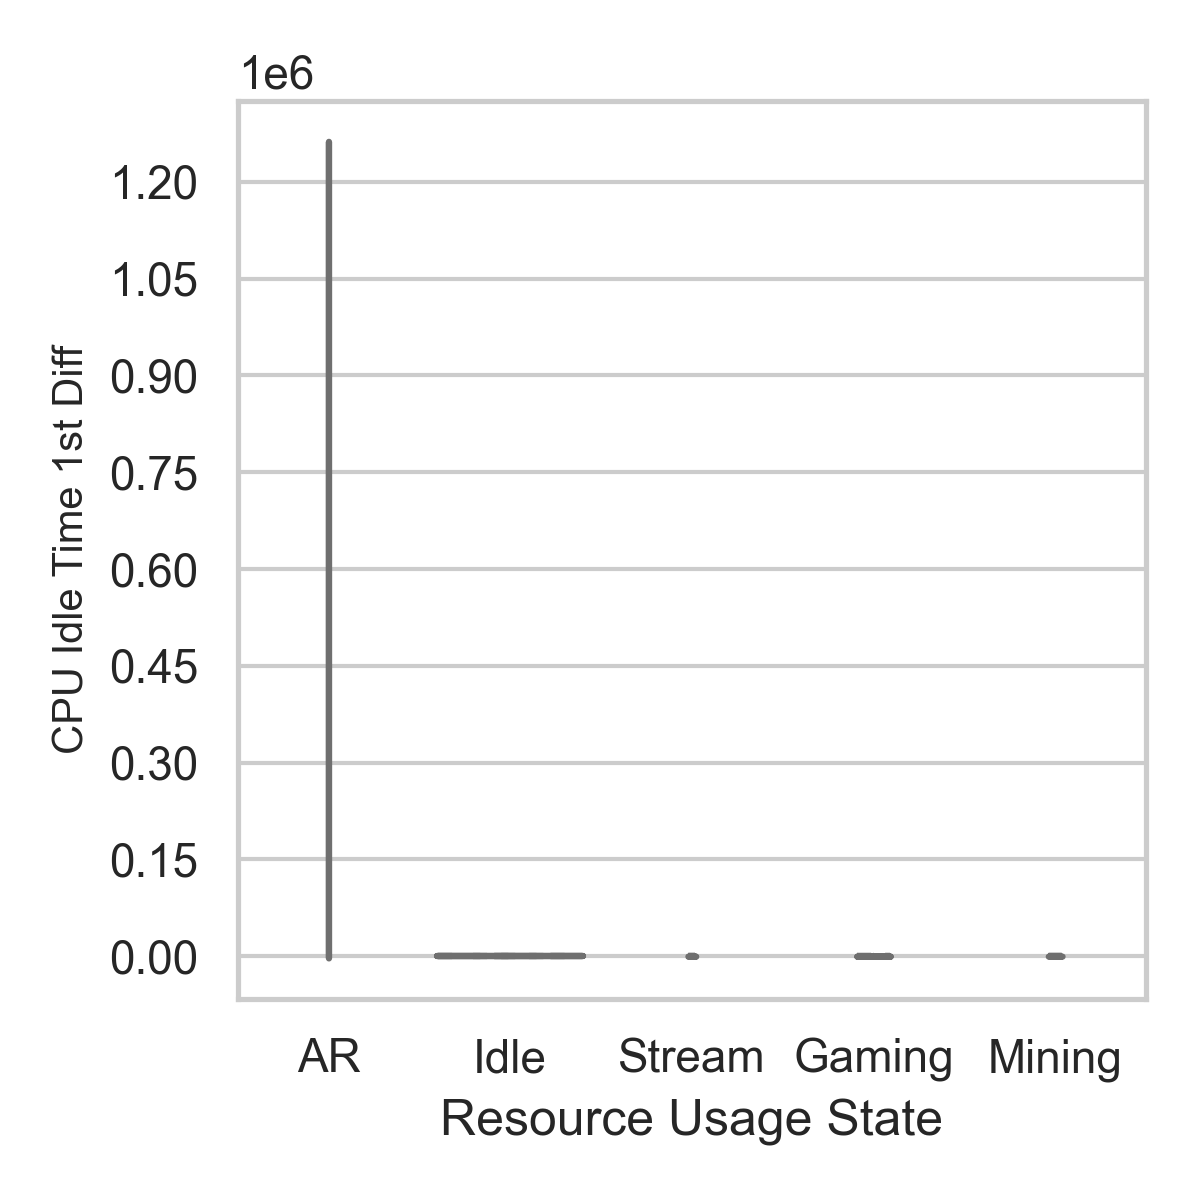 1e6
1.20
1.05
0.90
0.75
0.60
0.45
0.30
0.15
0.00
CPU Idle Time 1st Diff
AR Idle Stream Gaming Mining
Resource Usage State